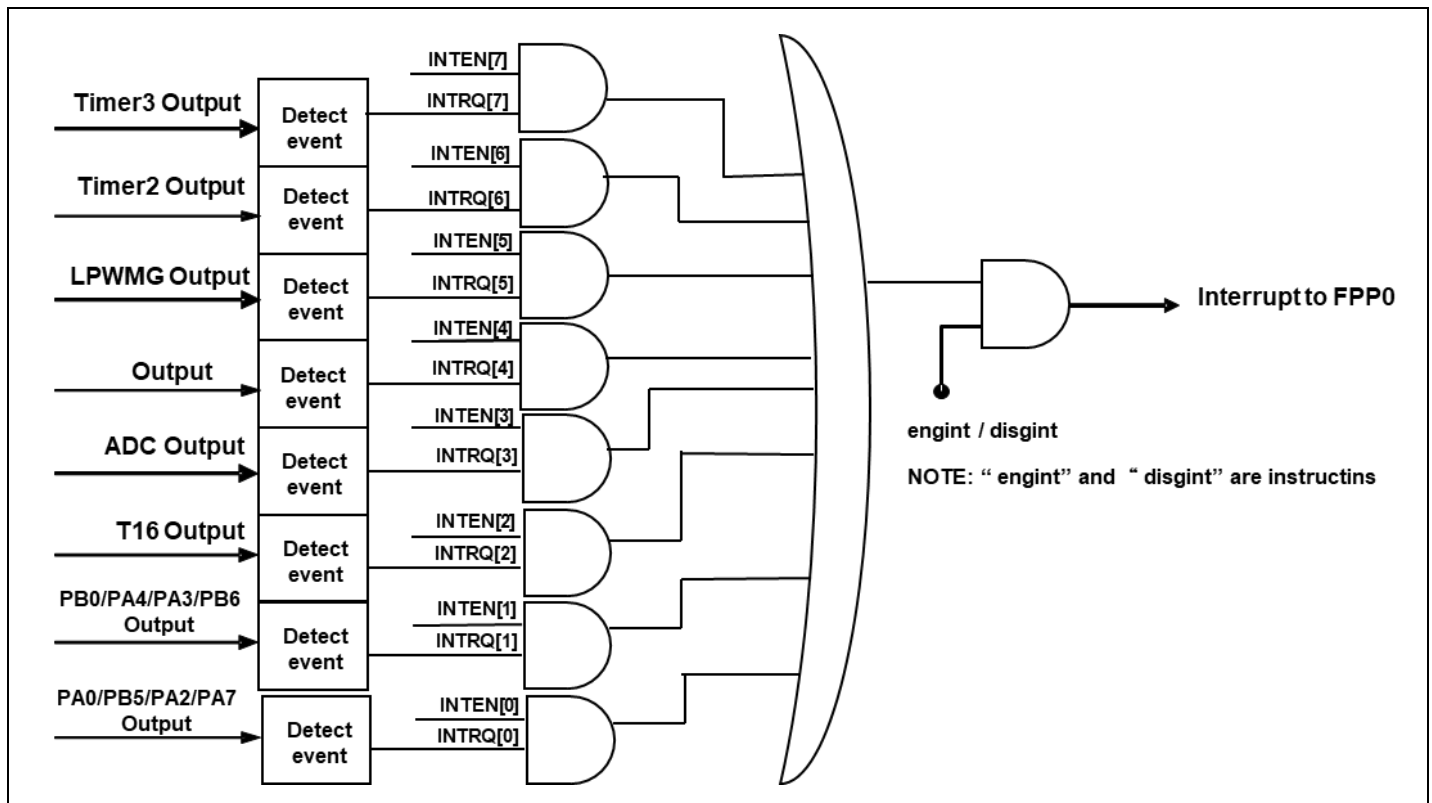 Timer3 Output
Detect
event
INTEN[7]
INTRQ[7]
Timer2 Output
Detect
event
INTEN[6]
INTRQ[6]
LPWMG Output
Detect
event
INTEN[5]
INTRQ[5]
Output
Detect
event
INTEN[4]
INTRQ[4]
ADC Output
Detect
event
INTEN[3]
INTRQ[3]
T16 Output
Detect
event
INTEN[2]
INTRQ[2]
PB0/PA4/PA3/PB6
Output
Detect
event
INTEN[1]
INTRQ[1]
PA0/PB5/PA2/PA7
Output
Detect
event
INTEN[0]
INTRQ[0]
Interrupt to FPP0
engint / disgint
NOTE: “ engint” and “ disgint” are instructins